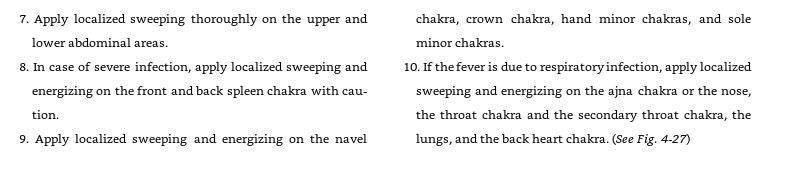 7. Apply localized sweeping thoroughly on the upper and
lower abdominal areas.
8. In case of severe infection, apply localized sweeping and
energizing on the front and back spleen chakra with cau-
tion.
9. Apply localized sweeping and energizing on the navel
chakra, crown chakra, hand minor chakras, and sole
minor chakras.
10. If the fever is due to respiratory infection, apply localized
sweeping and energizing on the ajna chakra or the nose,
the throat chakra and the secondary throat chakra, the
lungs, and the back heart chakra. (See Fig. 4-27)